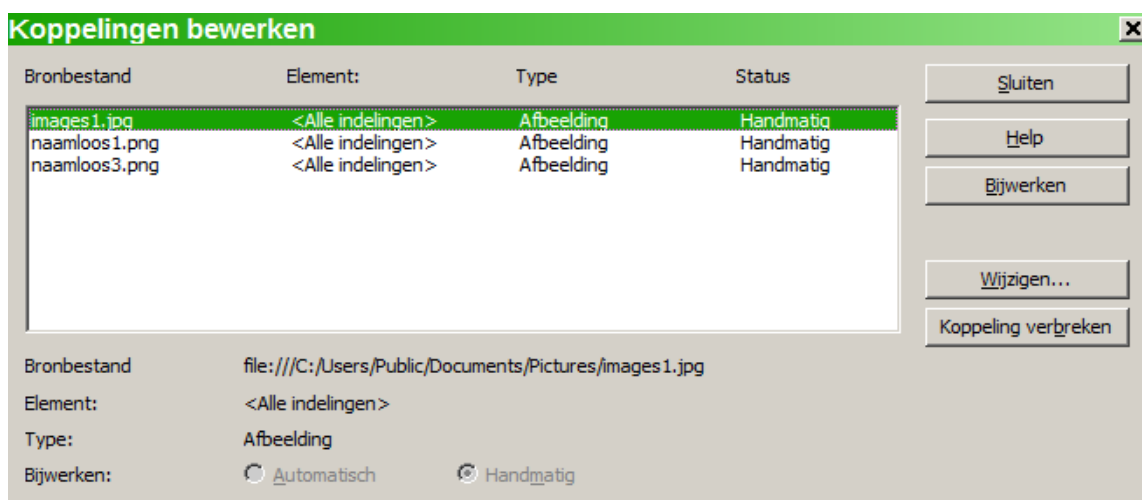 Koppelingen bewerken
Bronbestand Element: Type Status
images1.jpg <Alle indelingen> Afbeelding Handmatig
naamloos1.png <Alle indelingen> Afbeelding Handmatig
naamloos3.png <Alle indelingen> Afbeelding Handmatig
Sluiten
Help
Bijwerken
Wijzigen...
Koppeling verbreken
Bronbestand file:///C:/Users/Public/Documents/Pictures/images1.jpg
Element: <Alle indelingen>
Type: Afbeelding
Bijwerken: Automatisch Handmatig